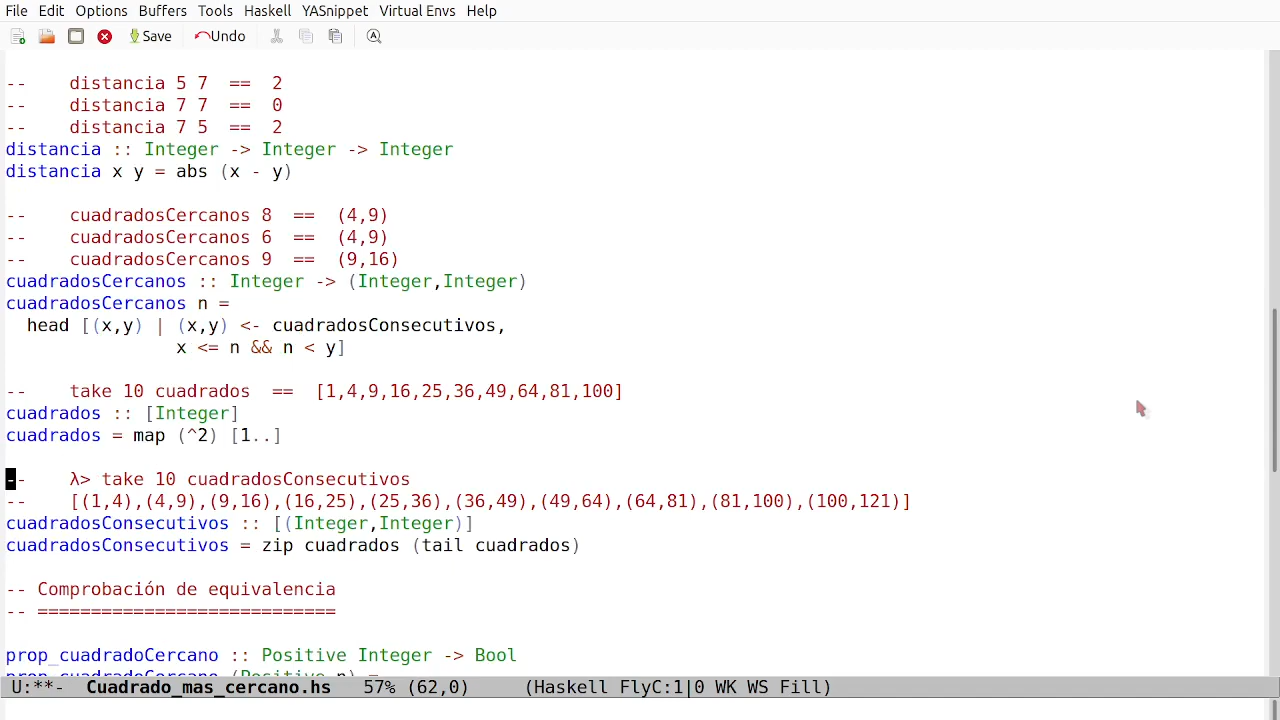 File Edit Options Buffers Tools Haskell YASnippet Virtual Envs Help
Save Undo
--    distancia 5 7  ==  2
--    distancia 7 7  ==  0
--    distancia 7 5  ==  2
distancia :: Integer -> Integer -> Integer
distancia x y = abs (x - y)
--    cuadradosCercanos 8  ==  (4,9)
--    cuadradosCercanos 6  ==  (4,9)
--    cuadradosCercanos 9  ==  (9,16)
cuadradosCercanos :: Integer -> (Integer,Integer)
cuadradosCercanos n =
  head [(x,y) | (x,y) <- cuadradosConsecutivos,
                x <= n && n < y]
--    take 10 cuadrados  ==  [1,4,9,16,25,36,49,64,81,100]
cuadrados :: [Integer]
cuadrados = map (^2) [1..]
--    λ> take 10 cuadradosConsecutivos
--    [(1,4),(4,9),(9,16),(16,25),(25,36),(36,49),(49,64),(64,81),(81,100),(100,121)]
cuadradosConsecutivos :: [(Integer,Integer)]
cuadradosConsecutivos = zip cuadrados (tail cuadrados)
-- Comprobación de equivalencia
-- ============================
prop_cuadradoCercano :: Positive Integer -> Bool
prop_cuadradoCercano (Positive n) =
U:**-  Cuadrado_mas_cercano.hs   57% (62,0)     (Haskell FlyC:1|0 WK WS Fill)